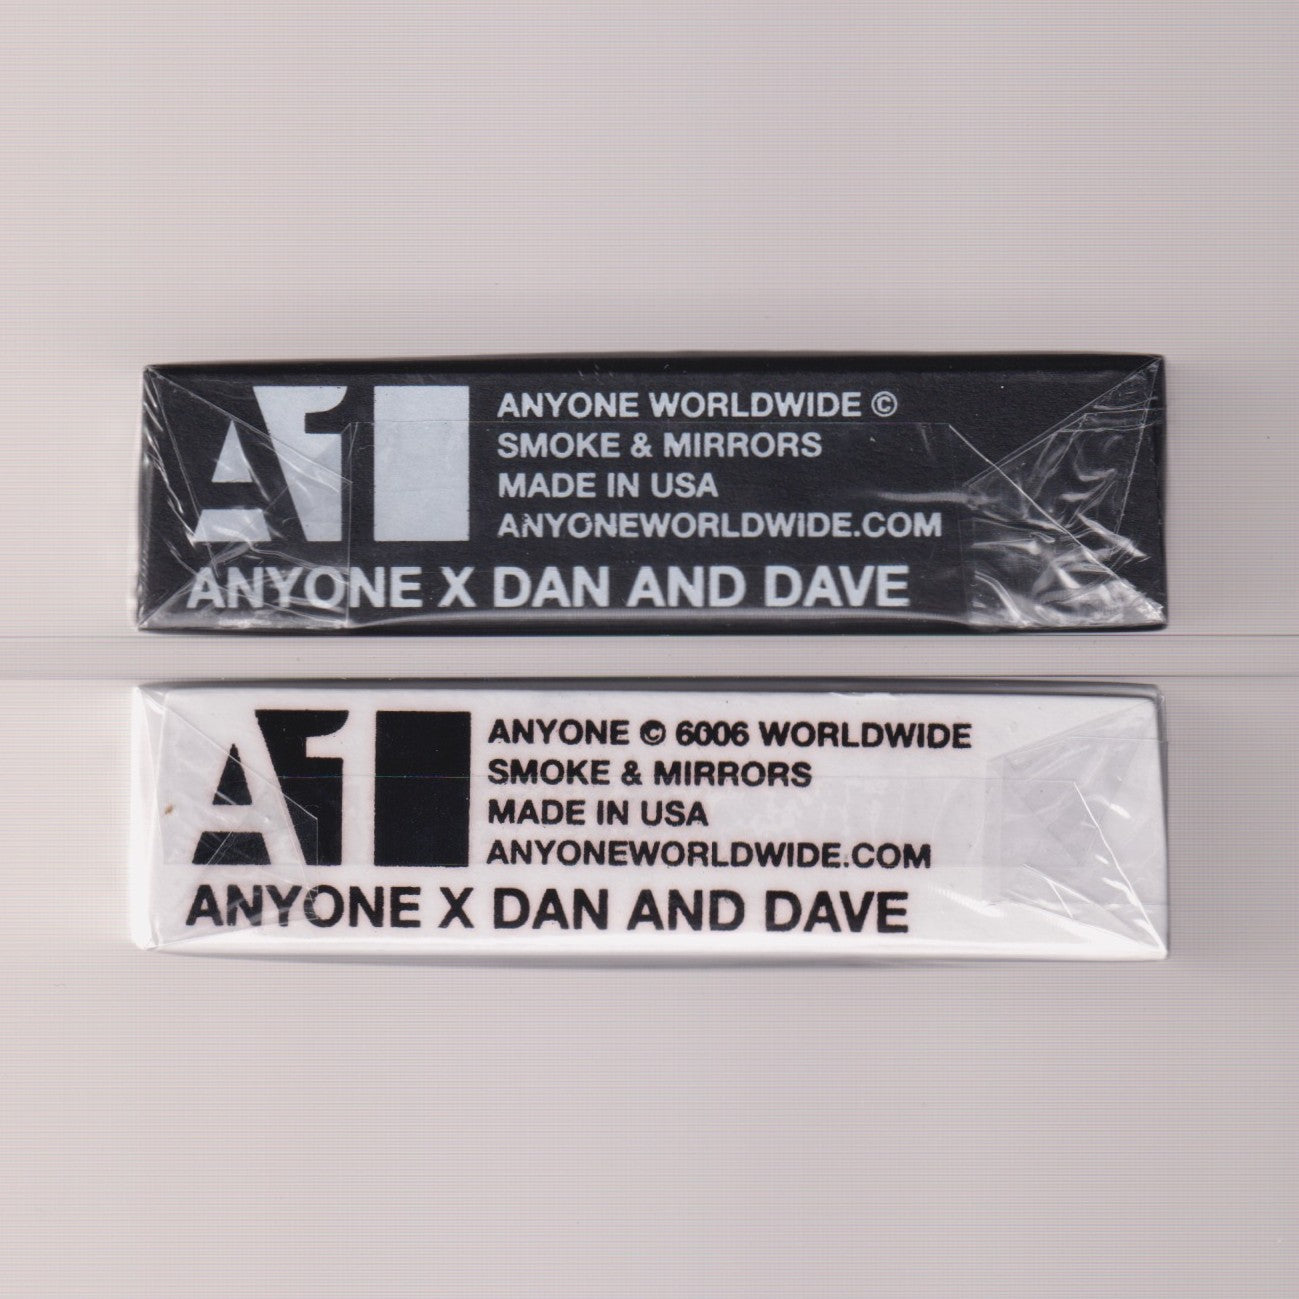 A1
ANYONE WORLDWIDE ©
SMOKE & MIRRORS
MADE IN USA
ANYONEWORLDWIDE.COM
ANYONE X DAN AND DAVE
A1
ANYONE © 6006 WORLDWIDE
SMOKE & MIRRORS
MADE IN USA
ANYONEWORLDWIDE.COM
ANYONE X DAN AND DAVE